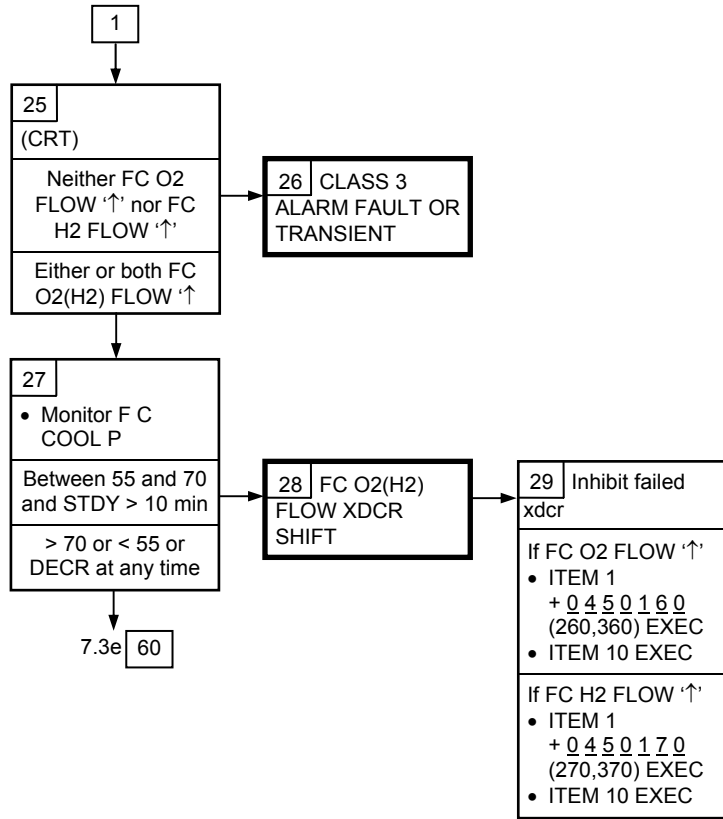 1
25
(CRT)
Neither FC O2
FLOW ‘↑’ nor FC
H2 FLOW ‘↑’
Either or both FC
O2(H2) FLOW ‘↑
26 CLASS 3
ALARM FAULT OR
TRANSIENT
27
• Monitor F C
COOL P
Between 55 and 70
and STDY > 10 min
> 70 or < 55 or
DECR at any time
7.3e 60
28 FC O2(H2)
FLOW XDCR
SHIFT
29 Inhibit failed
xdcr
If FC O2 FLOW ‘↑’
• ITEM 1
+ 0 4 5 0 1 6 0
(260,360) EXEC
• ITEM 10 EXEC
If FC H2 FLOW ‘↑’
• ITEM 1
+ 0 4 5 0 1 7 0
(270,370) EXEC
• ITEM 10 EXEC